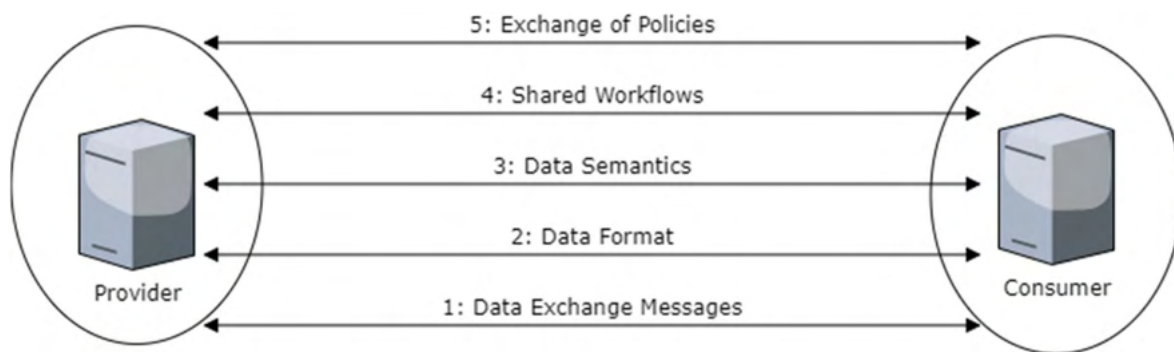 5: Exchange of Policies
4: Shared Workflows
3: Data Semantics
2: Data Format
Provider
Consumer
1: Data Exchange Messages